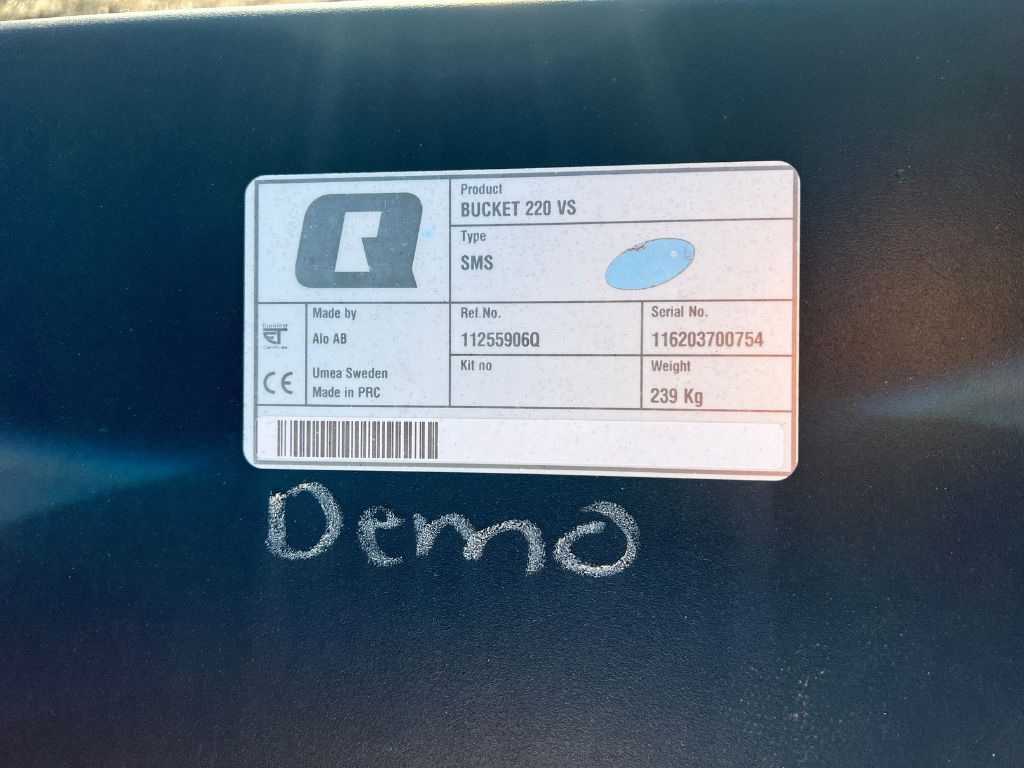 Product
BUCKET 220 VS
Type
SMS
Made by
Alo AB
Umea Sweden
Made in PRC
Ref.No.
11255906Q
Serial No.
116203700754
Kit no
Weight
239 Kg
Eurotest
CE
Demo